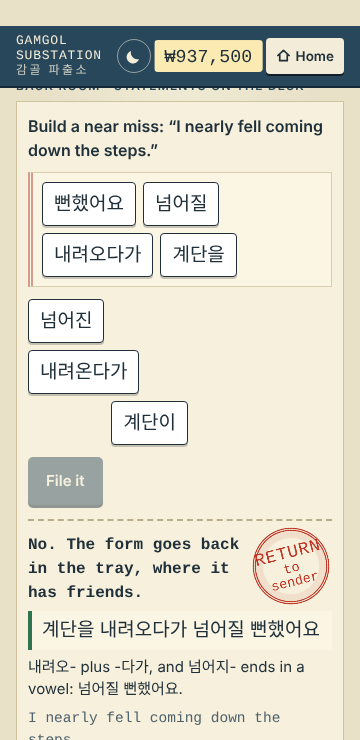 GAMGOL
SUBSTATION
감골 파출소
₩937,500
Home
Build a near miss: “I nearly fell coming
down the steps.”
뻔했어요 넘어질
내려오다가 계단을
넘어진
내려온다가
계단이
File it
No. The form goes back
in the tray, where it
has friends.
RETURN
to
sender
계단을 내려오다가 넘어질 뻔했어요
내려오- plus -다가, and 넘어지- ends in a
vowel: 넘어질 뻔했어요.
I nearly fell coming down the
steps.